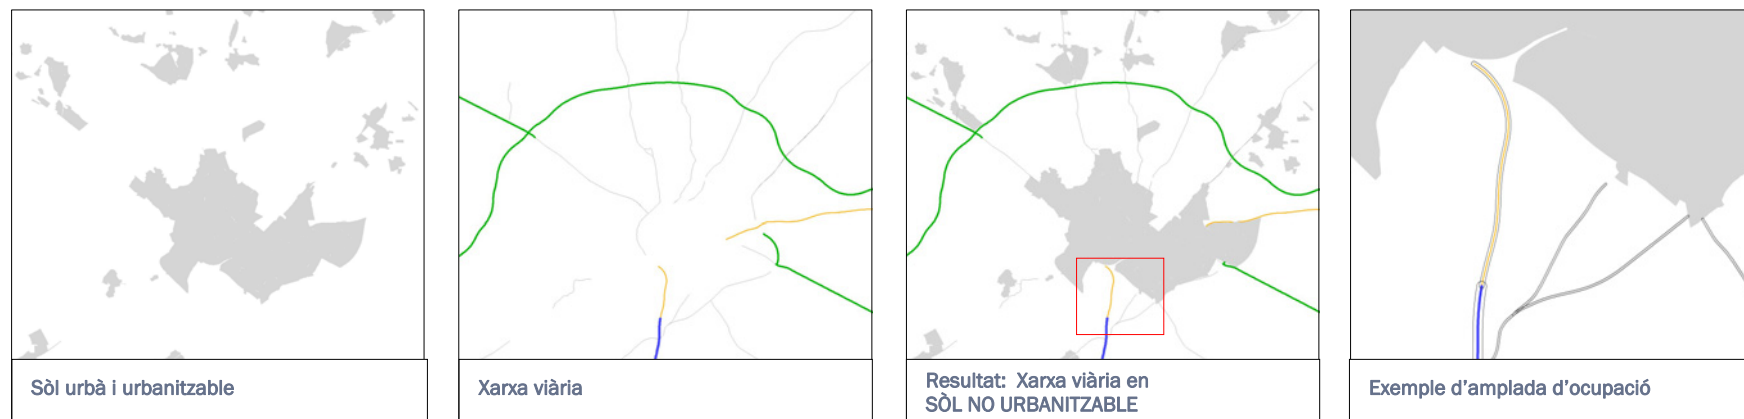 Sòl urbà i urbanitzable
Xarxa viària
Resultat: Xarxa viària en
SÒL NO URBANITZABLE
Exemple d'amplada d'ocupació